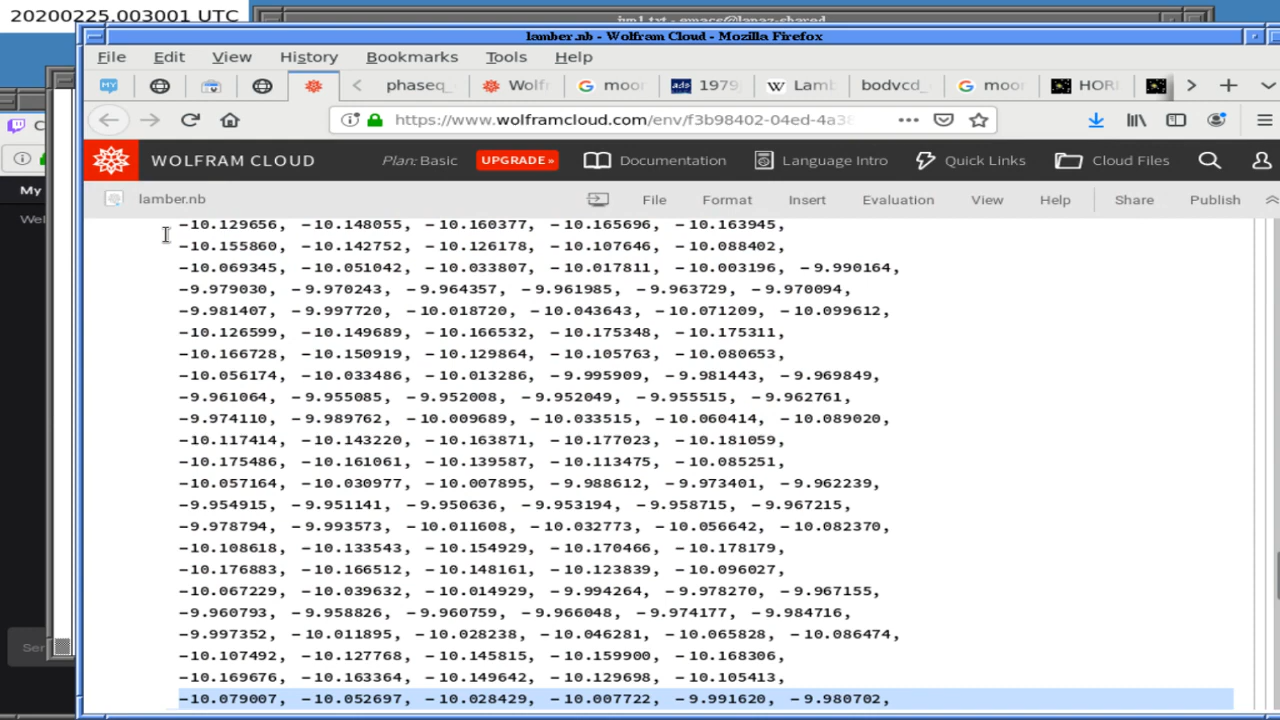 20200225.003001 UTC
jm1.txt - emacs@lapaz-shared
lamber.nb - Wolfram Cloud - Mozilla Firefox
File Edit View History Bookmarks Tools Help
phaseq_ Wolfr moo 1979 Lamb bodvcd_ moo HORI
https://www.wolframcloud.com/env/f3b98402-04ed-4a38
WOLFRAM CLOUD Plan: Basic UPGRADE » Documentation Language Intro Quick Links Cloud Files
My
lamber.nb File Format Insert Evaluation View Help Share Publish
Wel
-10.129656, -10.148055, -10.160377, -10.165696, -10.163945,
-10.155860, -10.142752, -10.126178, -10.107646, -10.088402,
-10.069345, -10.051042, -10.033807, -10.017811, -10.003196, -9.990164,
-9.979030, -9.970243, -9.964357, -9.961985, -9.963729, -9.970094,
-9.981407, -9.997720, -10.018720, -10.043643, -10.071209, -10.099612,
-10.126599, -10.149689, -10.166532, -10.175348, -10.175311,
-10.166728, -10.150919, -10.129864, -10.105763, -10.080653,
-10.056174, -10.033486, -10.013286, -9.995909, -9.981443, -9.969849,
-9.961064, -9.955085, -9.952008, -9.952049, -9.955515, -9.962761,
-9.974110, -9.989762, -10.009689, -10.033515, -10.060414, -10.089020,
-10.117414, -10.143220, -10.163871, -10.177023, -10.181059,
-10.175486, -10.161061, -10.139587, -10.113475, -10.085251,
-10.057164, -10.030977, -10.007895, -9.988612, -9.973401, -9.962239,
-9.954915, -9.951141, -9.950636, -9.953194, -9.958715, -9.967215,
-9.978794, -9.993573, -10.011608, -10.032773, -10.056642, -10.082370,
-10.108618, -10.133543, -10.154929, -10.170466, -10.178179,
-10.176883, -10.166512, -10.148161, -10.123839, -10.096027,
-10.067229, -10.039632, -10.014929, -9.994264, -9.978270, -9.967155,
-9.960793, -9.958826, -9.960759, -9.966048, -9.974177, -9.984716,
-9.997352, -10.011895, -10.028238, -10.046281, -10.065828, -10.086474,
Ser
-10.107492, -10.127768, -10.145815, -10.159900, -10.168306,
-10.169676, -10.163364, -10.149642, -10.129698, -10.105413,
-10.079007, -10.052697, -10.028429, -10.007722, -9.991620, -9.980702,